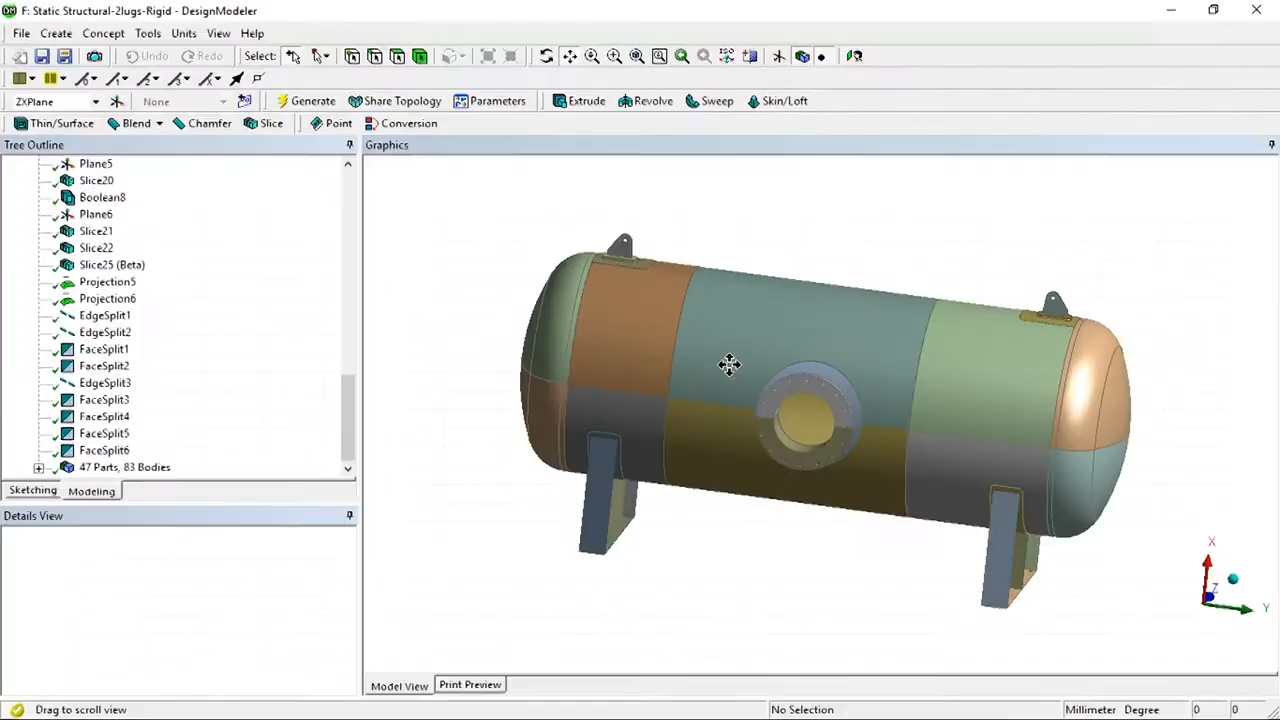 F: Static Structural-2lugs-Rigid - DesignModeler
File Create Concept Tools Units View Help
Undo Redo Select:
ZXPlane None Generate Share Topology Parameters Extrude Revolve Sweep Skin/Loft
Thin/Surface Blend Chamfer Slice Point Conversion
Tree Outline
Graphics
Plane5
Slice20
Boolean8
Plane6
Slice21
Slice22
Slice25 (Beta)
Projection5
Projection6
EdgeSplit1
EdgeSplit2
FaceSplit1
FaceSplit2
EdgeSplit3
FaceSplit3
FaceSplit4
FaceSplit5
FaceSplit6
47 Parts, 83 Bodies
Sketching Modeling
Details View
X
Z
Y
Model View Print Preview
Drag to scroll view No Selection Millimeter Degree 0 0